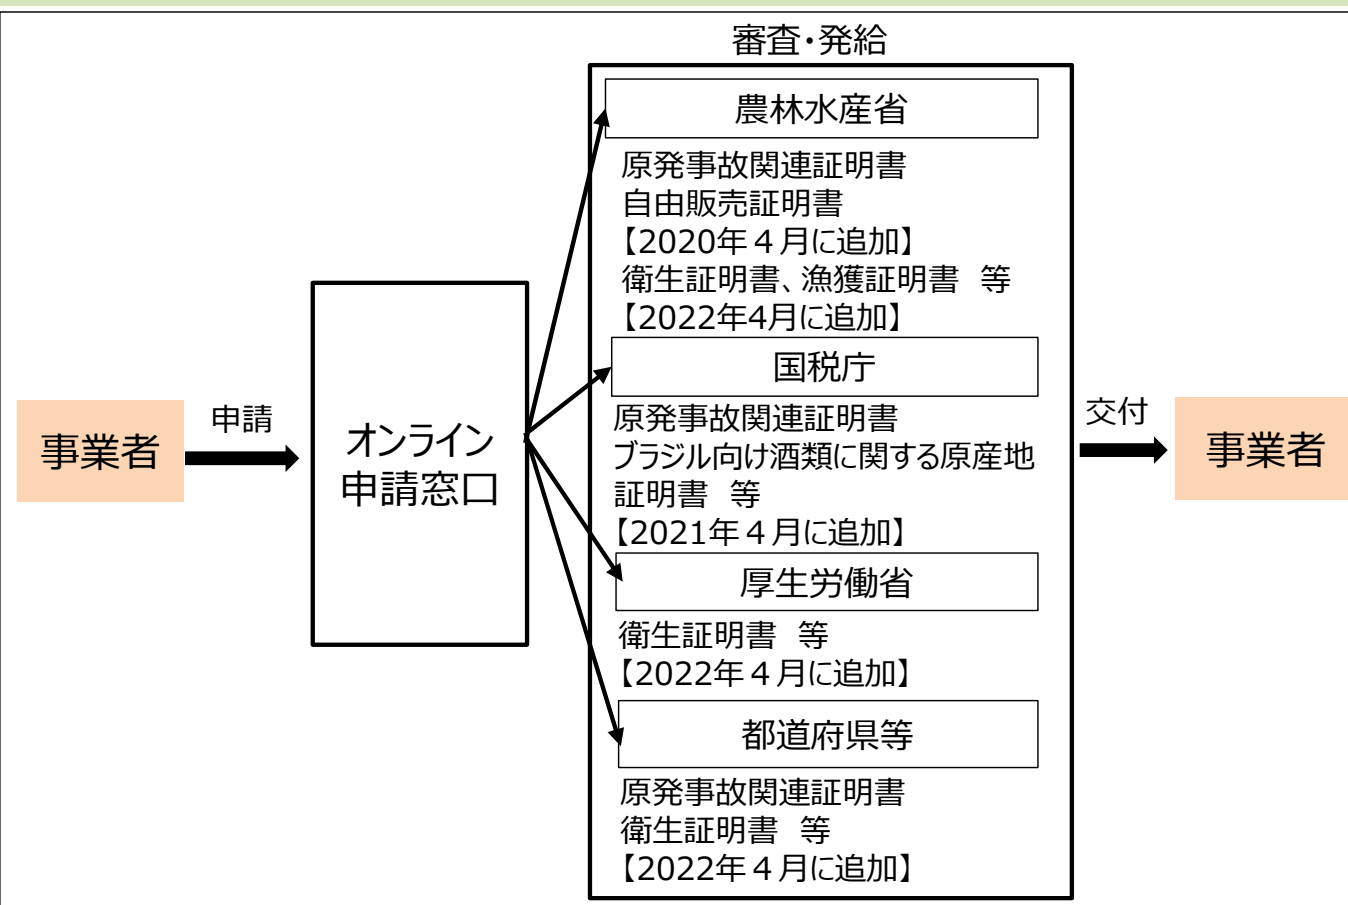 審査・発給
農林水産省
原発事故関連証明書
自由販売証明書
【2020年４月に追加】
衛生証明書、漁獲証明書　等
【2022年4月に追加】
国税庁
原発事故関連証明書
ブラジル向け酒類に関する原産地
証明書　等
【2021年４月に追加】
厚生労働省
衛生証明書　等
【2022年４月に追加】
都道府県等
原発事故関連証明書
衛生証明書　等
【2022年４月に追加】
事業者
申請
オンライン
申請窓口
交付
事業者